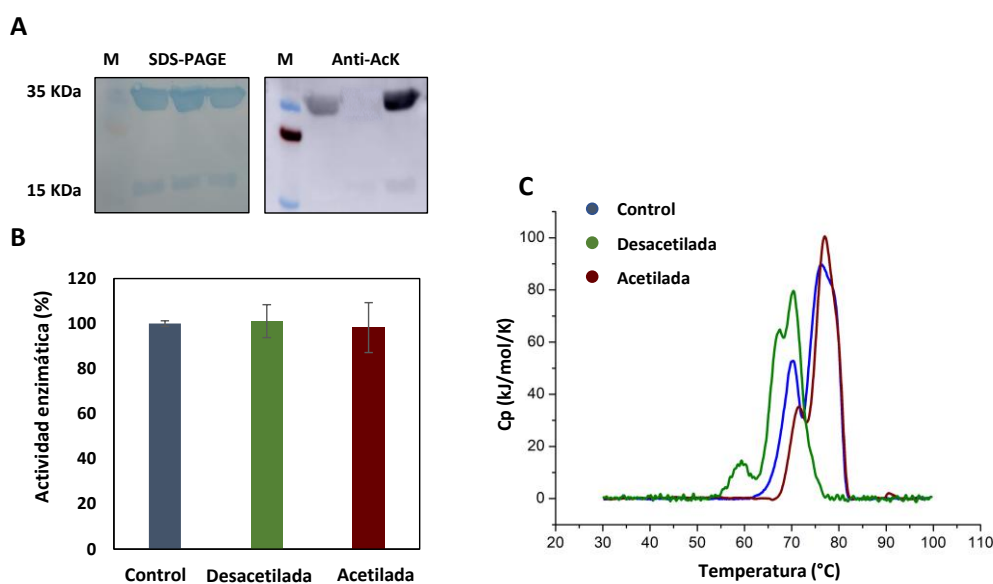 A
M SDS-PAGE M Anti-AcK
35 KDa
15 KDa
B
Actividad enzimática (%)
120
100
80
60
40
20
0
Control Desacetilada Acetilada
C
Control
Desacetilada
Acetilada
Cp (kJ/mol/K)
100
80
60
40
20
0
20 30 40 50 60 70 80 90 100 110
Temperatura (°C)